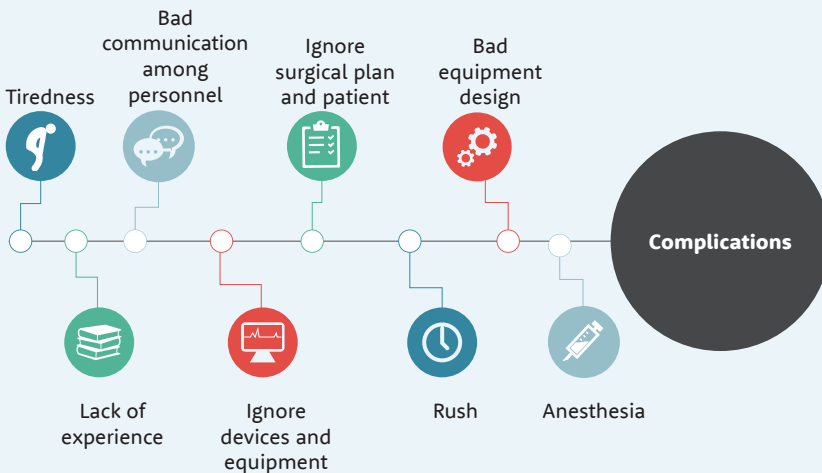 Tiredness
Bad
communication
among
personnel
Ignore
surgical plan
and patient
Bad
equipment
design
Complications
Lack of
experience
Ignore
devices and
equipment
Rush
Anesthesia